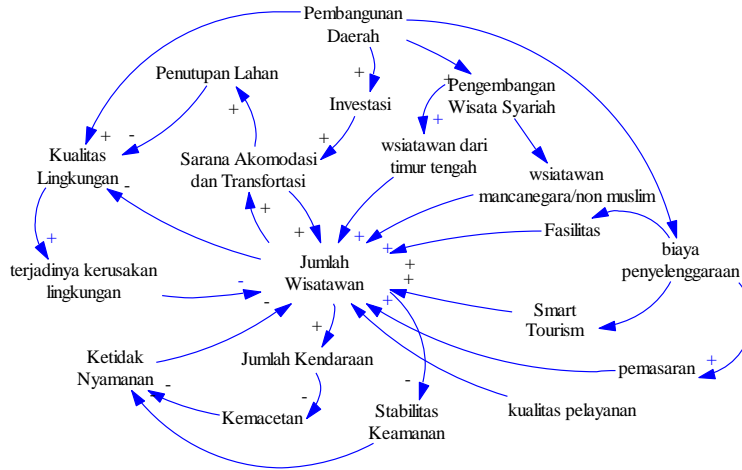 Pembangunan
Daerah
Penutupan Lahan
+
+
Pengembangan
Wisata Syariah
Investasi
+
+
+
-
+
Kualitas
Lingkungan
Sarana Akomodasi
dan Transfortasi
wsiatawan dari
timur tengah
wsiatawan
mancanegara/non muslim
-
+
+
Fasilitas
+
+
+
terjadinya kerusakan
lingkungan
Jumlah
Wisatawan
biaya
penyelenggaraan
+
+
-
-
+
Smart
Tourism
+
Ketidak
Nyamanan
Jumlah Kendaraan
pemasaran
+
-
-
-
Kemacetan
Stabilitas
Keamanan
kualitas pelayanan